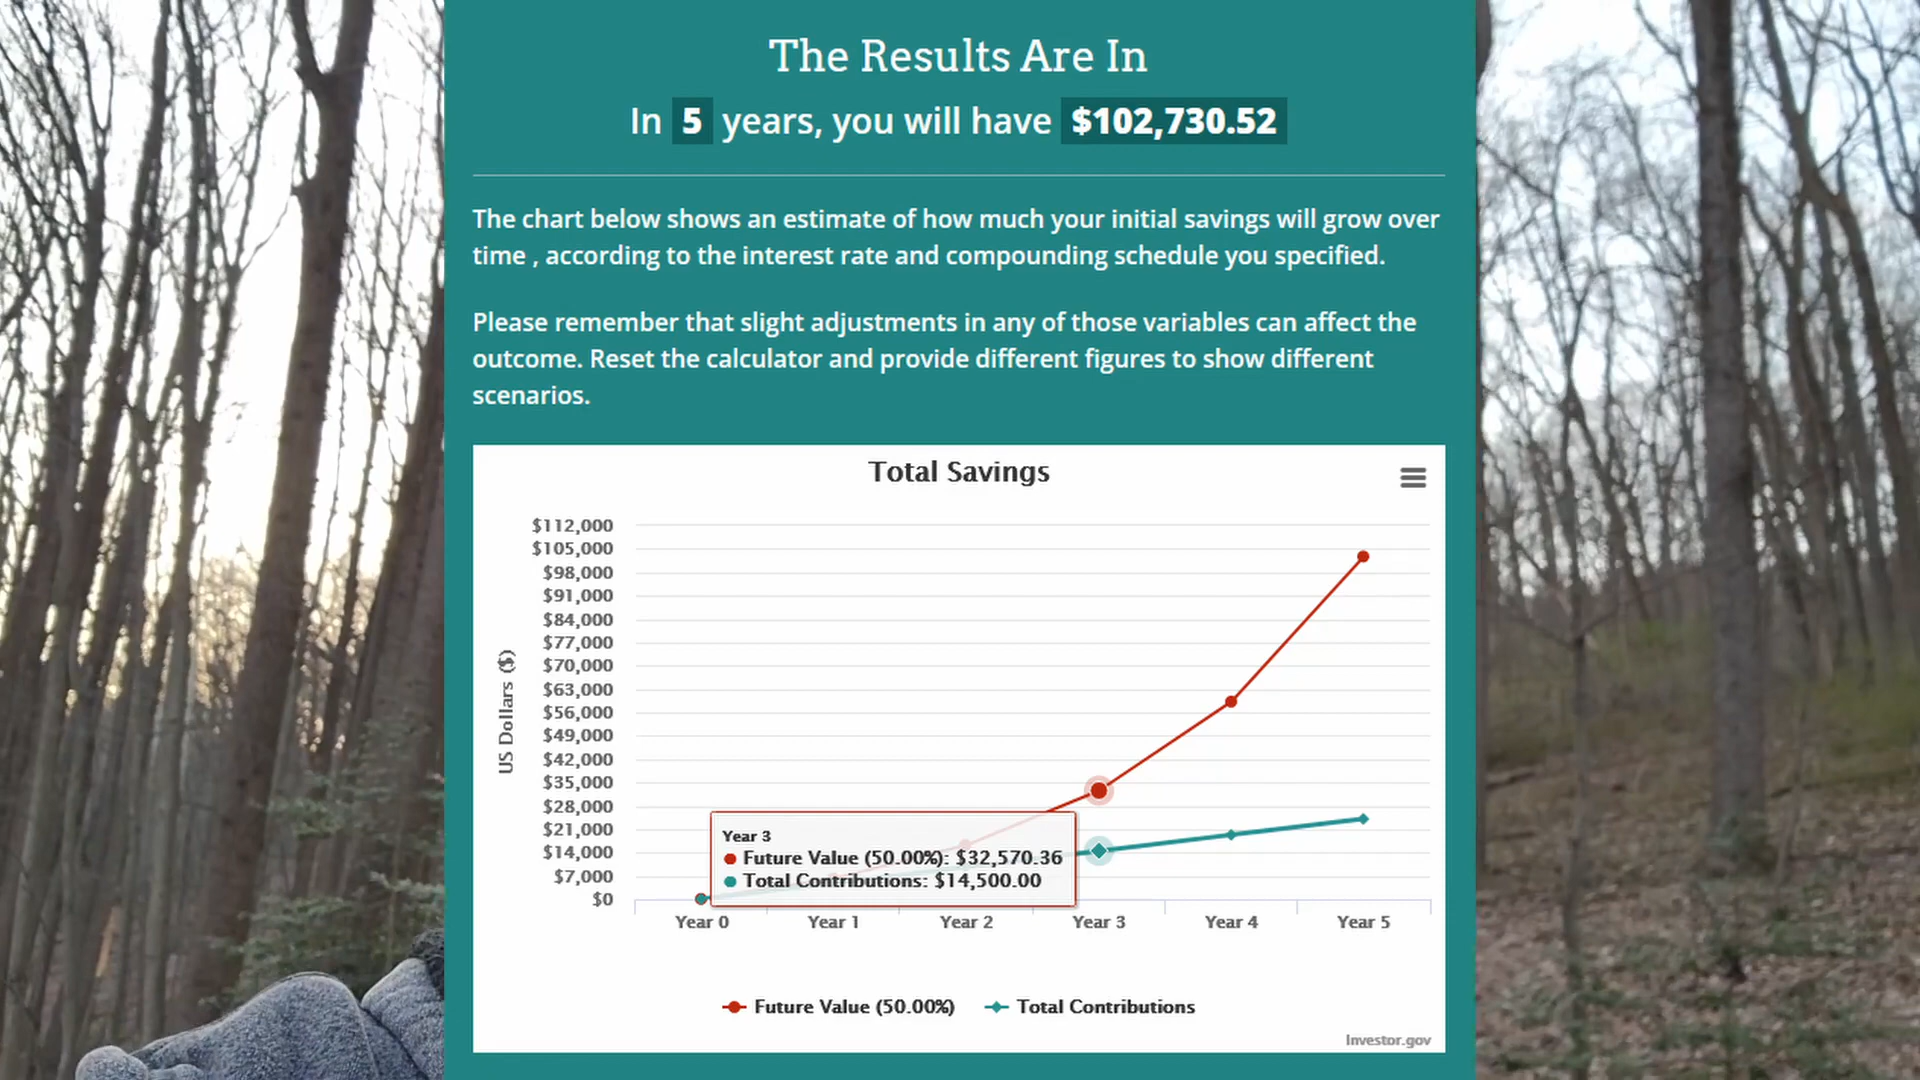 The Results Are In
In 5 years, you will have $102,730.52
The chart below shows an estimate of how much your initial savings will grow over
time , according to the interest rate and compounding schedule you specified.
Please remember that slight adjustments in any of those variables can affect the
outcome. Reset the calculator and provide different figures to show different
scenarios.
Total Savings
US Dollars ($)
$112,000
$105,000
$98,000
$91,000
$84,000
$77,000
$70,000
$63,000
$56,000
$49,000
$42,000
$35,000
$28,000
$21,000
$14,000
$7,000
$0
Year 3
Future Value (50.00%): $32,570.36
Total Contributions: $14,500.00
Year 0 Year 1 Year 2 Year 3 Year 4 Year 5
Future Value (50.00%) Total Contributions
Investor.gov